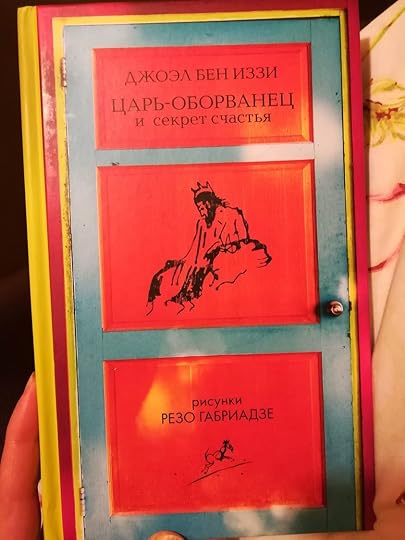 ДЖОЭЛ БЕН ИЗЗИ
ЦАРЬ-ОБОРВАНЕЦ
и секрет счастья
рисунки
РЕЗО ГАБРИАДЗЕ